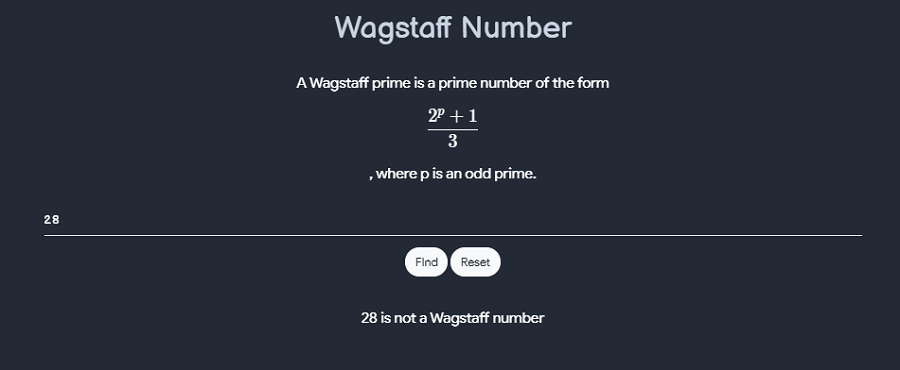 Wagstaff Number
A Wagstaff prime is a prime number of the form
2^p + 1
3
, where p is an odd prime.
28
Find Reset
28 is not a Wagstaff number